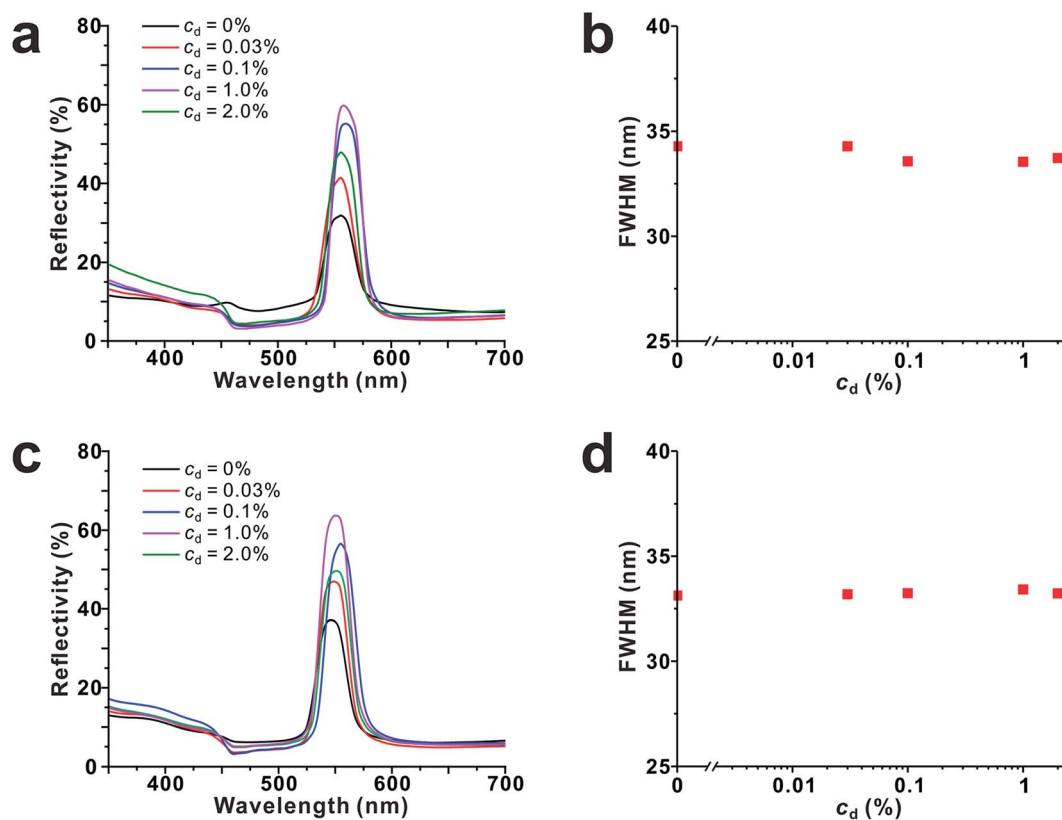 a
80
60
40
20
0
Reflectivity (%)
400
500
600
700
Wavelength (nm)
c_d = 0%
c_d = 0.03%
c_d = 0.1%
c_d = 1.0%
c_d = 2.0%
b
40
35
30
25
FWHM (nm)
0
0.01
0.1
1
c_d (%)
c
80
60
40
20
0
Reflectivity (%)
400
500
600
700
Wavelength (nm)
c_d = 0%
c_d = 0.03%
c_d = 0.1%
c_d = 1.0%
c_d = 2.0%
d
40
35
30
25
FWHM (nm)
0
0.01
0.1
1
c_d (%)